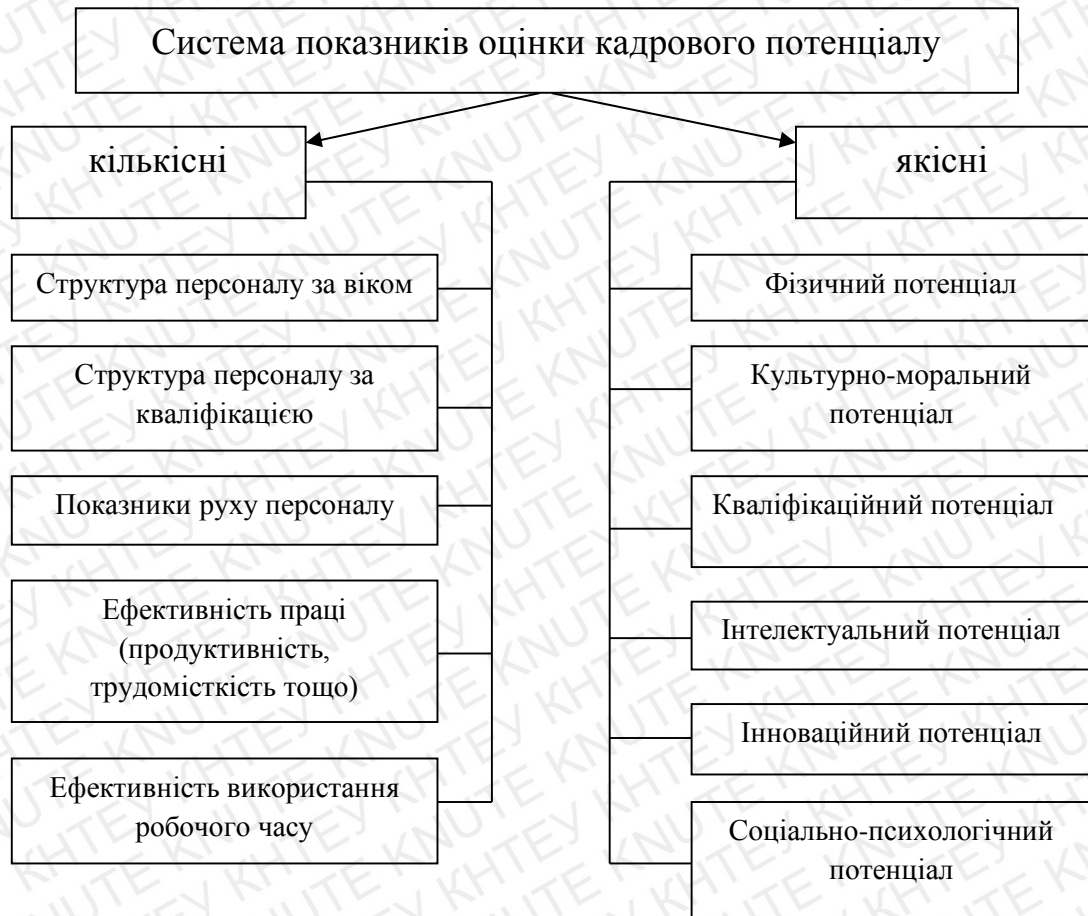 Система показників оцінки кадрового потенціалу
кількісні
Структура персоналу за віком
Структура персоналу за
кваліфікацією
Показники руху персоналу
Ефективність праці
(продуктивність,
трудомісткість тощо)
Ефективність використання
робочого часу
якісні
Фізичний потенціал
Культурно-моральний
потенціал
Кваліфікаційний потенціал
Інтелектуальний потенціал
Інноваційний потенціал
Соціально-психологічний
потенціал